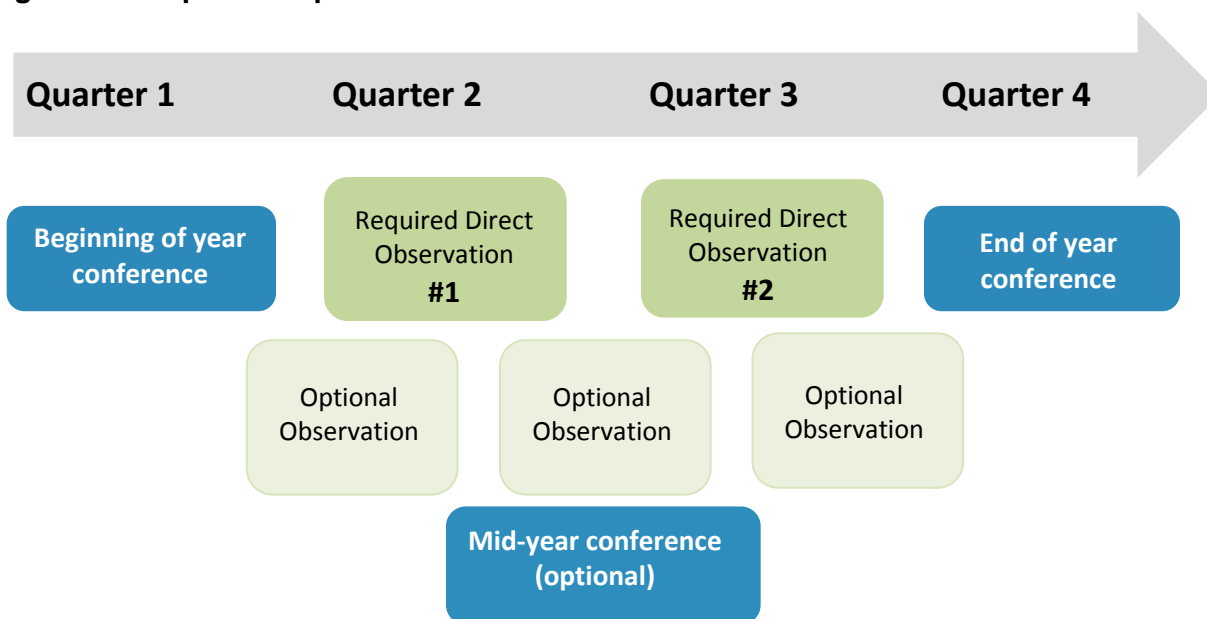 Quarter 1 Quarter 2 Quarter 3 Quarter 4
Beginning of year
conference
Required Direct
Observation
#1
Required Direct
Observation
#2
End of year
conference
Optional
Observation
Optional
Observation
Optional
Observation
Mid-year conference
(optional)